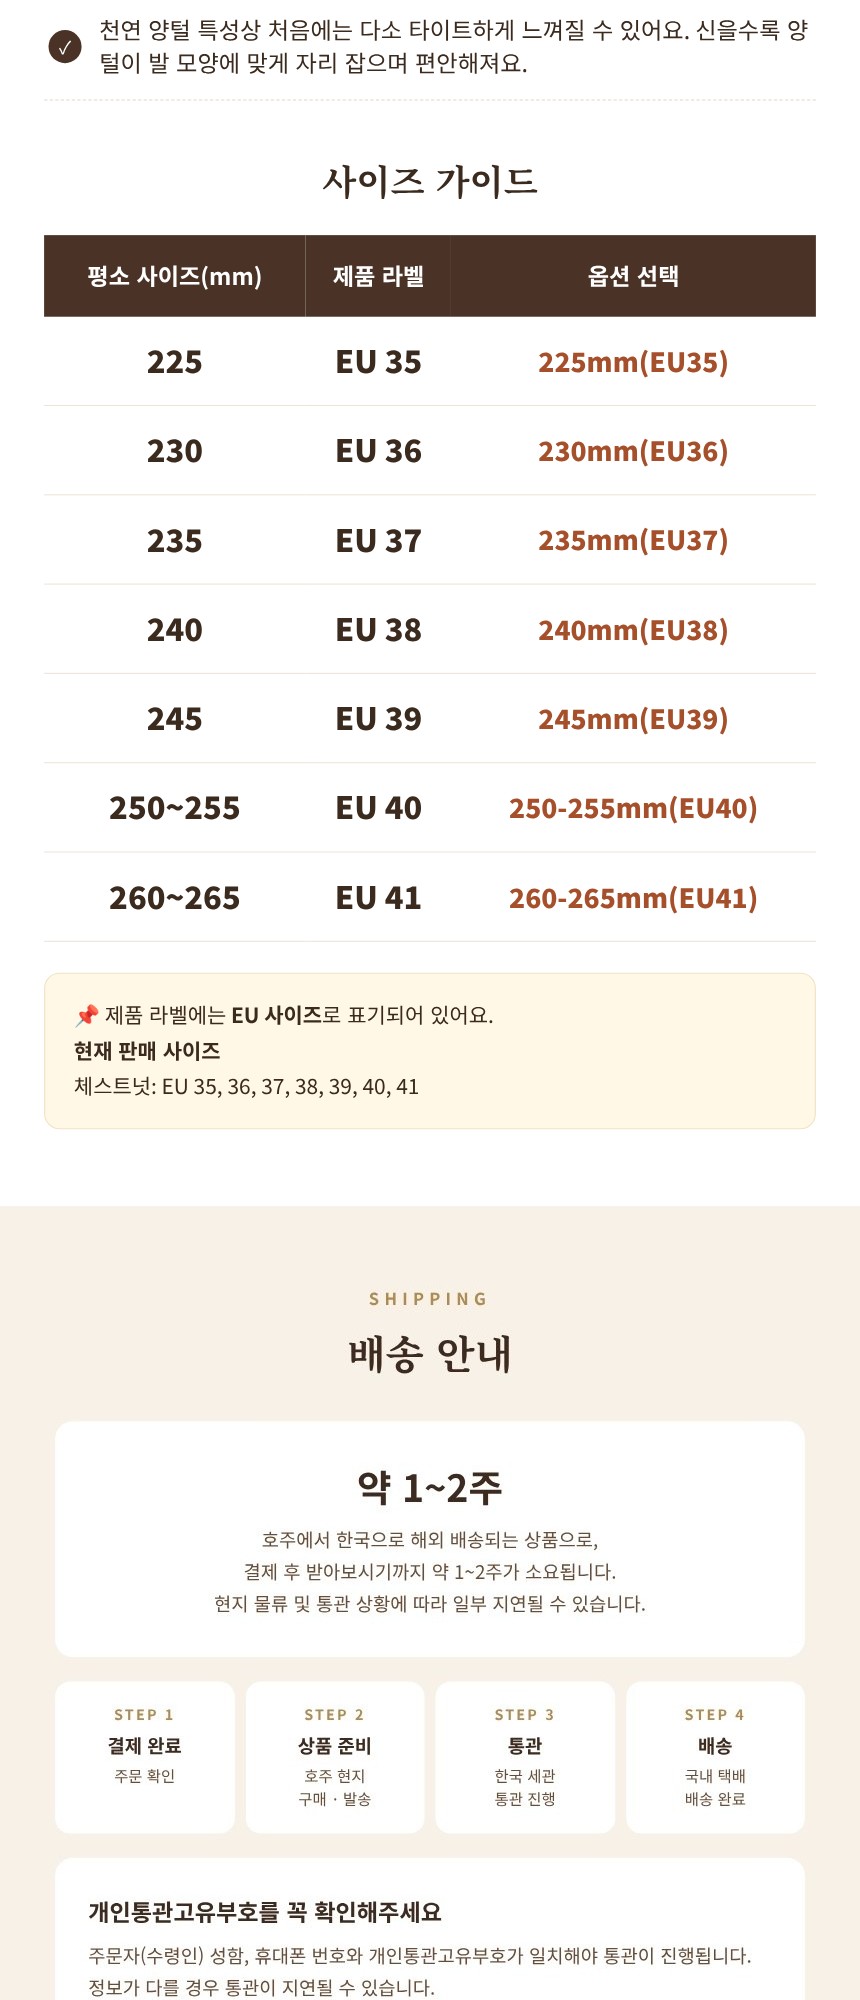 ✓ 천연 양털 특성상 처음에는 다소 타이트하게 느껴질 수 있어요. 신을수록 양
털이 발 모양에 맞게 자리 잡으며 편안해져요.
사이즈 가이드
평소 사이즈(mm) 제품 라벨 옵션 선택
225 EU 35 225mm(EU35)
230 EU 36 230mm(EU36)
235 EU 37 235mm(EU37)
240 EU 38 240mm(EU38)
245 EU 39 245mm(EU39)
250~255 EU 40 250-255mm(EU40)
260~265 EU 41 260-265mm(EU41)
📌 제품 라벨에는 EU 사이즈로 표기되어 있어요.
현재 판매 사이즈
체스트넛: EU 35, 36, 37, 38, 39, 40, 41
SHIPPING
배송 안내
약 1~2주
호주에서 한국으로 해외 배송되는 상품으로,
결제 후 받아보시기까지 약 1~2주가 소요됩니다.
현지 물류 및 통관 상황에 따라 일부 지연될 수 있습니다.
STEP 1
결제 완료
주문 확인
STEP 2
상품 준비
호주 현지
구매 · 발송
STEP 3
통관
한국 세관
통관 진행
STEP 4
배송
국내 택배
배송 완료
개인통관고유부호를 꼭 확인해주세요
주문자(수령인) 성함, 휴대폰 번호와 개인통관고유부호가 일치해야 통관이 진행됩니다.
정보가 다를 경우 통관이 지연될 수 있습니다.